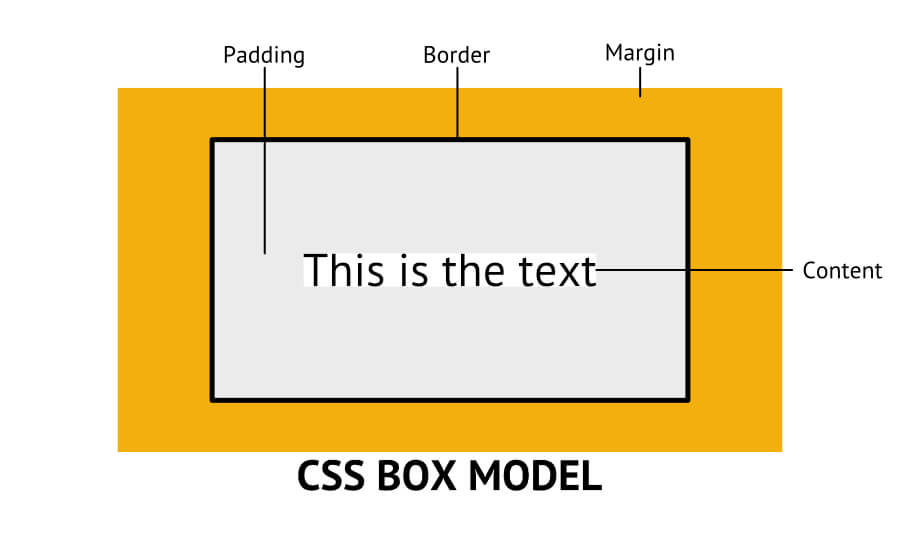 Padding
Border
Margin
This is the text
Content
CSS BOX MODEL